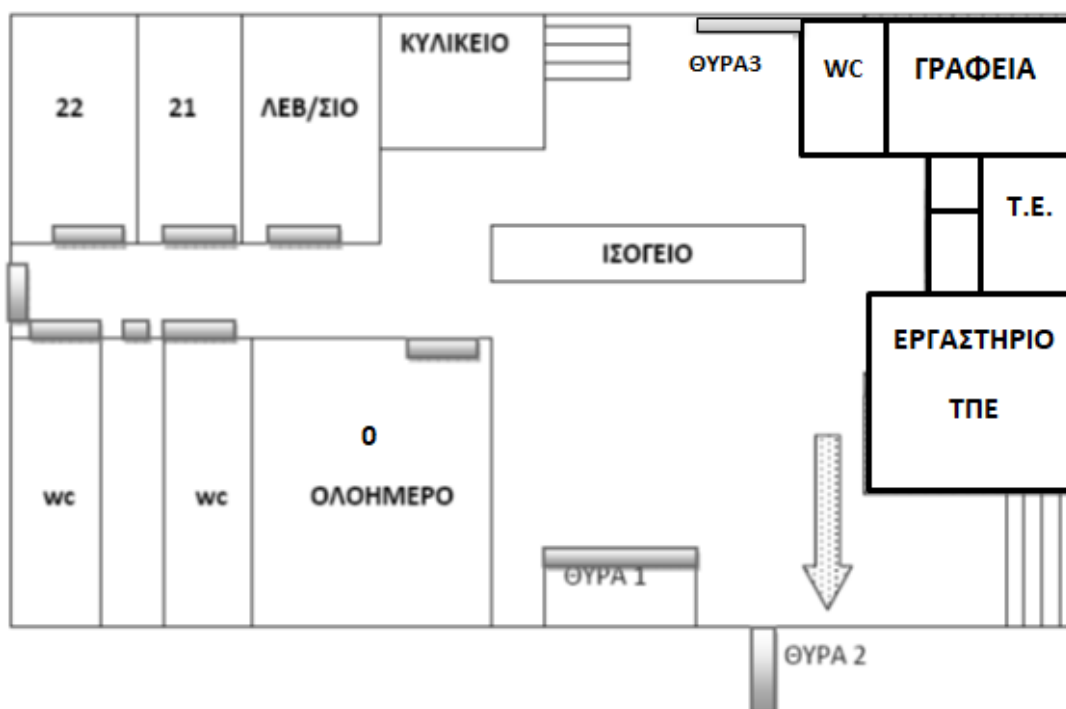 ΚΥΛΙΚΕΙΟ
22
21
ΛΕΒ/ΣΙΟ
ΘΥΡΑ3
WC
ΓΡΑΦΕΙΑ
Τ.Ε.
ΙΣΟΓΕΙΟ
ΕΡΓΑΣΤΗΡΙΟ
ΤΠΕ
0
ΟΛΟΗΜΕΡΟ
wc
wc
ΘΥΡΑ 1
ΘΥΡΑ 2